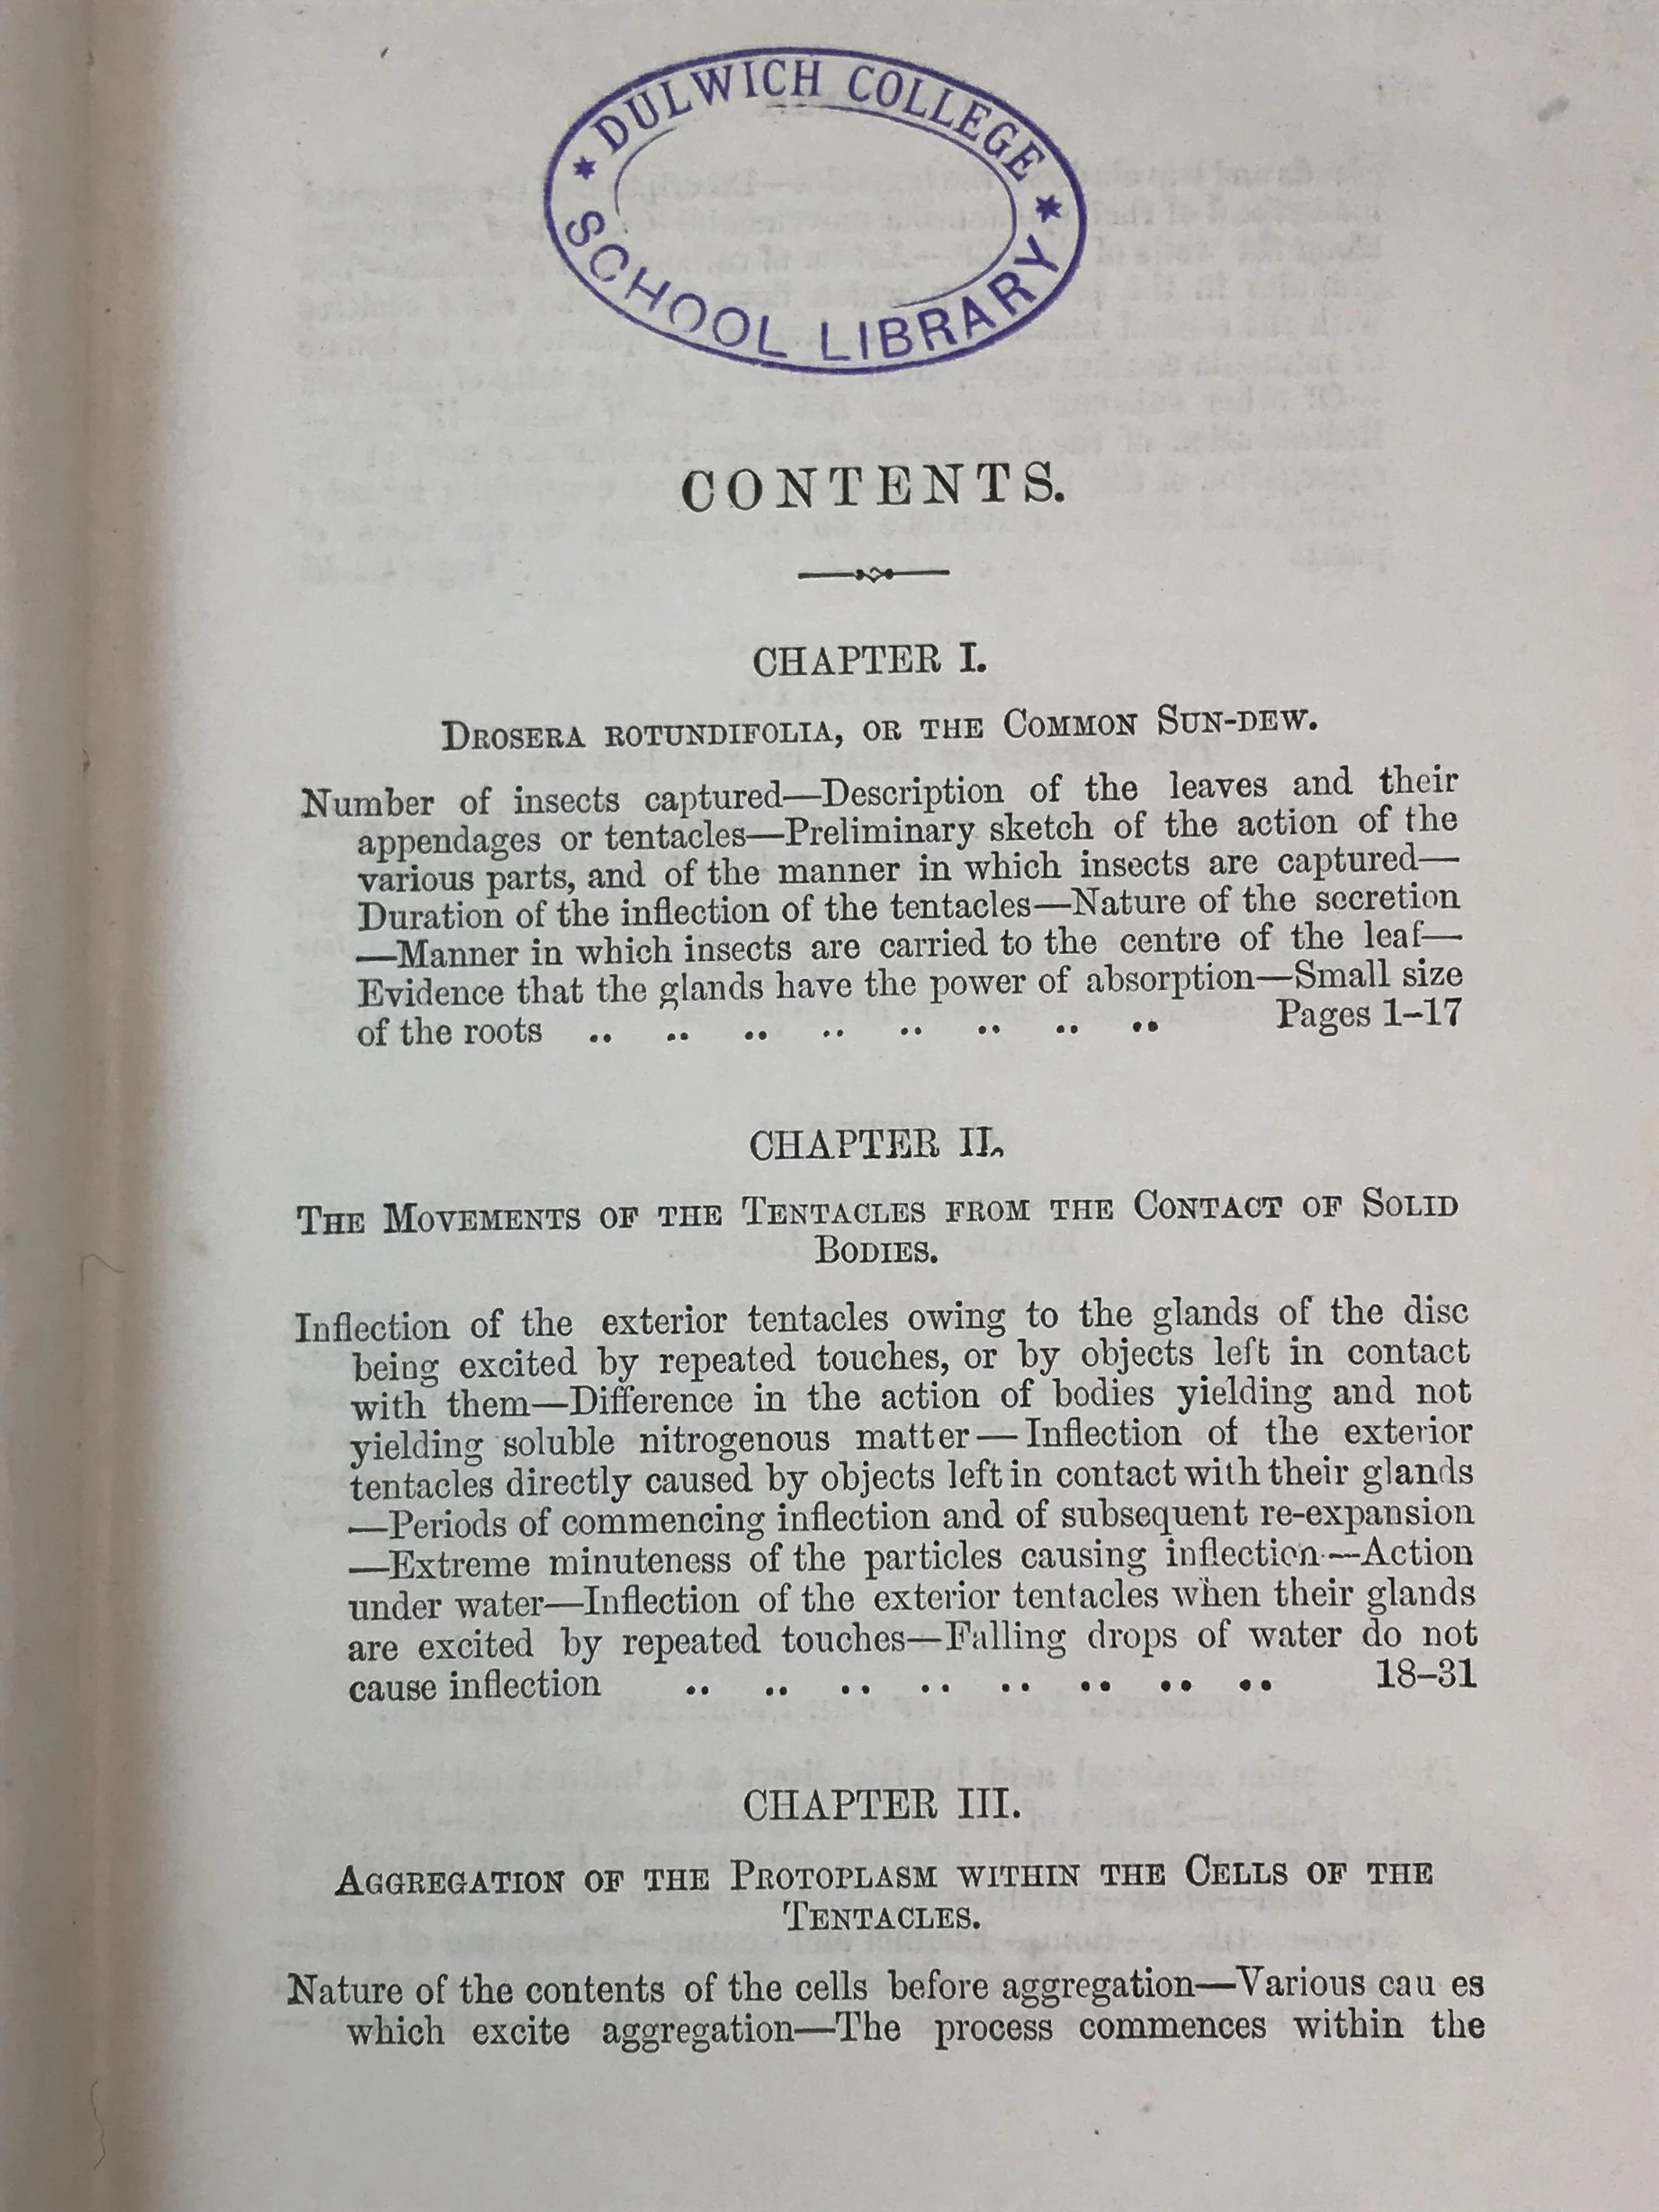 ★ DULWICH COLLEGE ★
SCHOOL LIBRARY
CONTENTS.
CHAPTER I.
DROSERA ROTUNDIFOLIA, OR THE COMMON SUN-DEW.
Number of insects captured—Description of the leaves and their
appendages or tentacles—Preliminary sketch of the action of the
various parts, and of the manner in which insects are captured—
Duration of the inflection of the tentacles—Nature of the secretion
—Manner in which insects are carried to the centre of the leaf—
Evidence that the glands have the power of absorption—Small size
of the roots .. .. .. .. .. .. .. .. Pages 1–17
CHAPTER II.
THE MOVEMENTS OF THE TENTACLES FROM THE CONTACT OF SOLID
BODIES.
Inflection of the exterior tentacles owing to the glands of the disc
being excited by repeated touches, or by objects left in contact
with them—Difference in the action of bodies yielding and not
yielding soluble nitrogenous matter—Inflection of the exterior
tentacles directly caused by objects left in contact with their glands
—Periods of commencing inflection and of subsequent re-expansion
—Extreme minuteness of the particles causing inflection—Action
under water—Inflection of the exterior tentacles when their glands
are excited by repeated touches—Falling drops of water do not
cause inflection .. .. .. .. .. .. .. .. 18–31
CHAPTER III.
AGGREGATION OF THE PROTOPLASM WITHIN THE CELLS OF THE
TENTACLES.
Nature of the contents of the cells before aggregation—Various cau es
which excite aggregation—The process commences within the